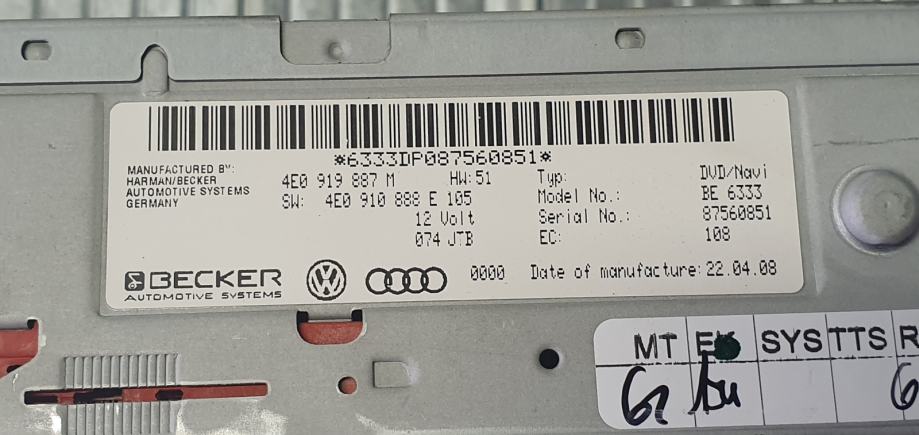 *6333DP087560851*
MANUFACTURED BY:
HARMAN/BECKER
AUTOMOTIVE SYSTEMS
GERMANY
4E0 919 887 M HW:51
SW: 4E0 910 888 E 105
12 Volt
074 JTB
Typ: DVD/Navi
Model No.: BE 6333
Serial No.: 87560851
EC: 108
BECKER
AUTOMOTIVE SYSTEMS
0000 Date of manufacture: 22.04.08
MT SYS TTS R